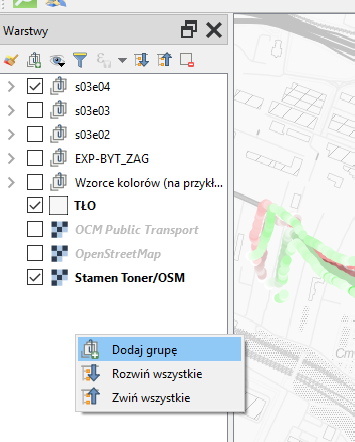 Warstwy
s03e04
s03e03
s03e02
EXP-BYT_ZAG
Wzorce kolorów (na przykł...
TŁO
OCM Public Transport
OpenStreetMap
Stamen Toner/OSM
Dodaj grupę
Rozwiń wszystkie
Zwiń wszystkie